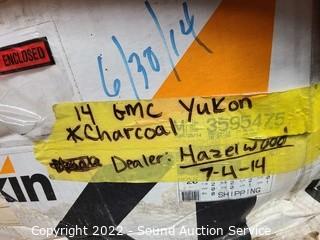 ENCLOSED
6/30/14
14 GMC Yukon
*Charcoal
3595475
Dealer: Hazelwood
7-4-14
kin
SHIPPING
Copyright 2022 - Sound Auction Service